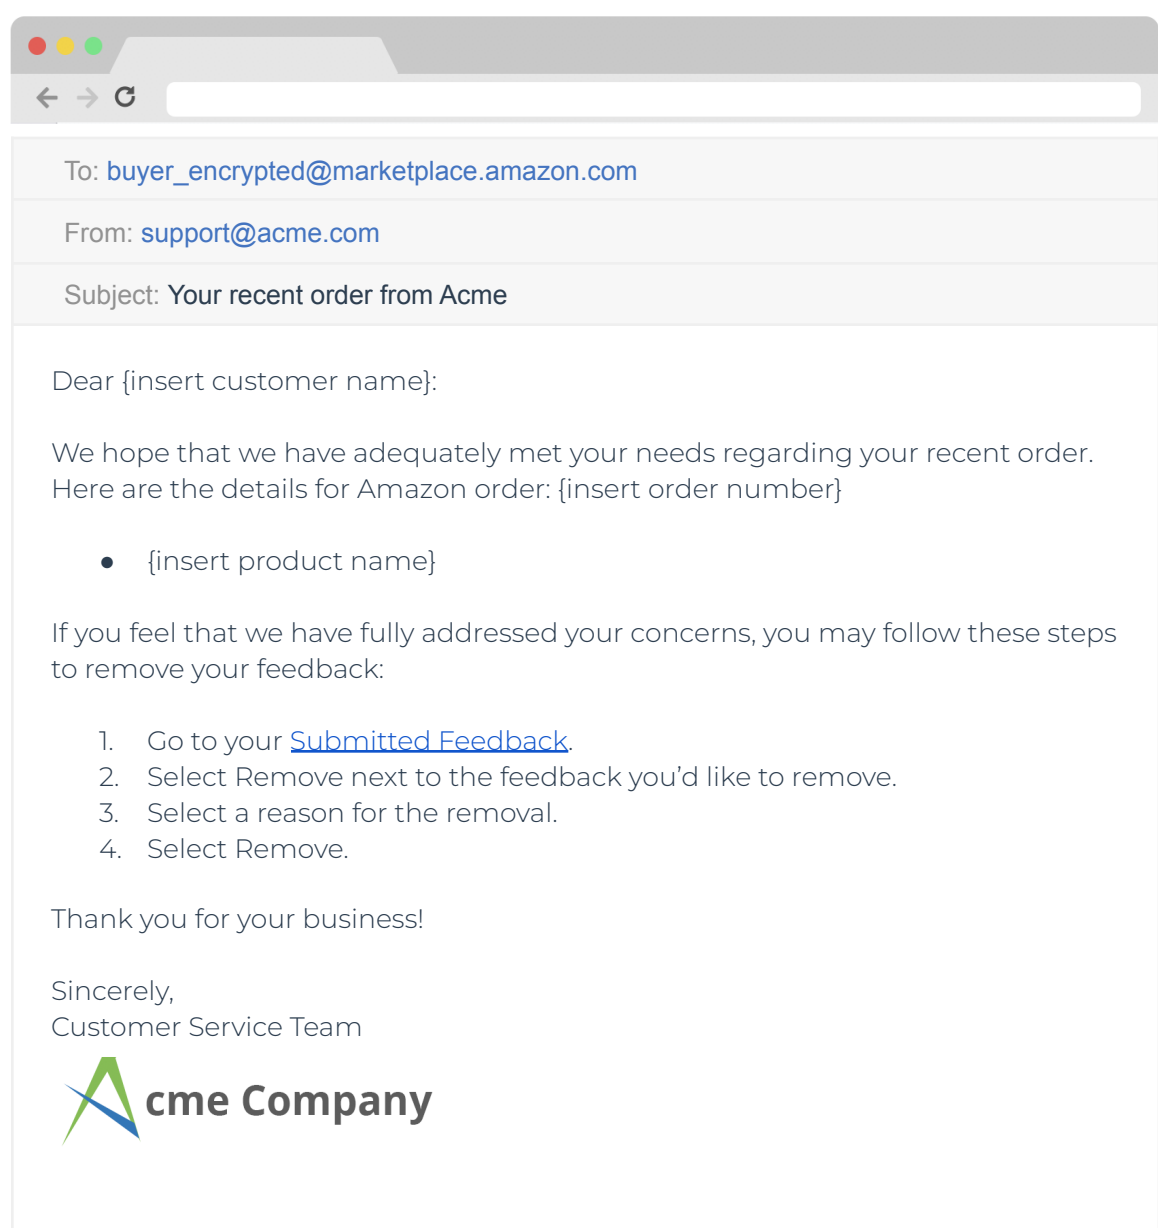 To: buyer_encrypted@marketplace.amazon.com
From: support@acme.com
Subject: Your recent order from Acme
Dear {insert customer name}:
We hope that we have adequately met your needs regarding your recent order.
Here are the details for Amazon order: {insert order number}
● {insert product name}
If you feel that we have fully addressed your concerns, you may follow these steps
to remove your feedback:
1. Go to your Submitted Feedback.
2. Select Remove next to the feedback you’d like to remove.
3. Select a reason for the removal.
4. Select Remove.
Thank you for your business!
Sincerely,
Customer Service Team
Acme Company